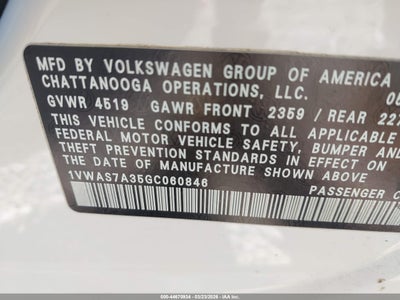 MFD BY VOLKSWAGEN GROUP OF AMERICA
CHATTANOOGA OPERATIONS, LLC.
GVWR 4519 GAWR FRONT 2359 / REAR
THIS VEHICLE CONFORMS TO ALL APPLICABLE
FEDERAL MOTOR VEHICLE SAFETY, BUMPER, AND
THEFT PREVENTION STANDARDS IN EFFECT ON
THE DATE OF MANUFACTURE SHOWN ABOVE
1VWAS7A35GC060846
PASSENGER C
000-44670934 | 03/23/2026 | IAA Inc.